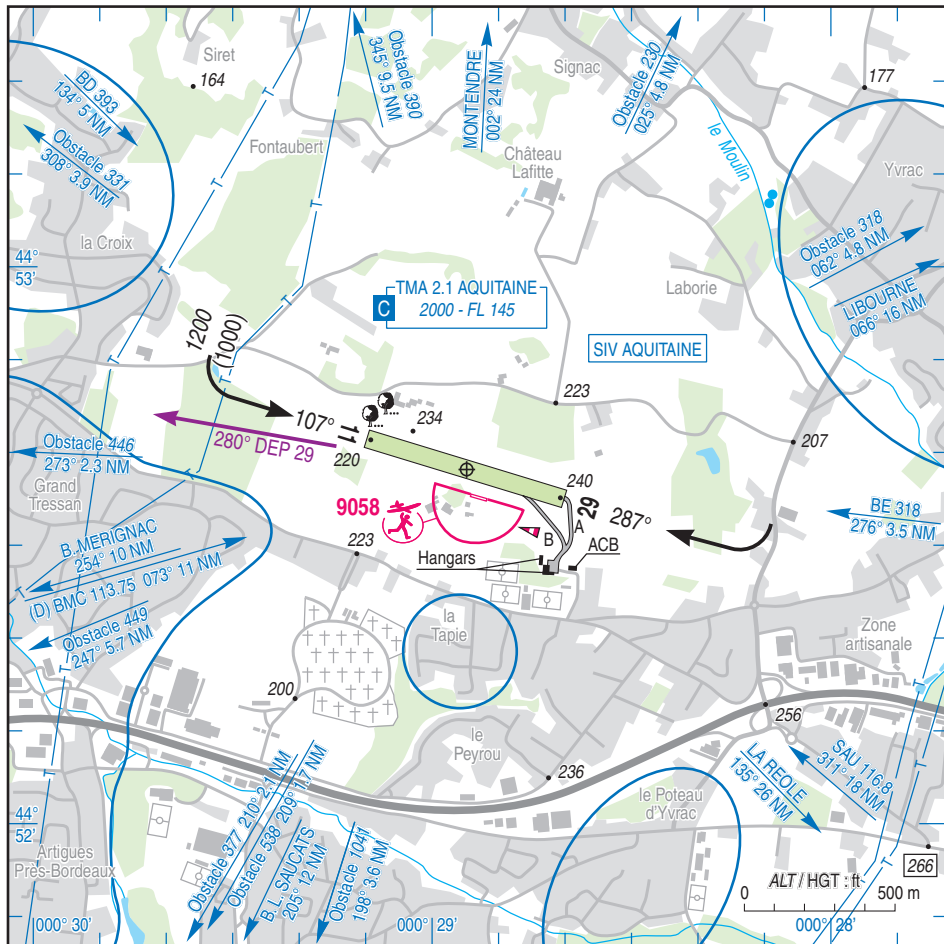 Siret
164
BD 393
134° 5 NM
Obstacle 331
308° 3.9 NM
Obstacle 390
345° 9.5 NM
MONTENDRE
002° 24 NM
Signac
Obstacle 230
025° 4.8 NM
177
le Moulin
Fontaubert
Château
Lafitte
Yvrac
la Croix
44°
53'
Obstacle 318
062° 4.8 NM
LIBOURNE
066° 16 NM
Laborie
TMA 2.1 AQUITAINE
C
2000 - FL 145
SIV AQUITAINE
1200
(1000)
107°
11
280° DEP 29
220
234
223
207
240
Obstacle 446
273° 2.3 NM
Grand
Tressan
9058
29
287°
A
B
ACB
Hangars
BE 318
276° 3.5 NM
223
B. MERIGNAC
254° 10 NM
(D) BMC 113.75 073° 11 NM
Obstacle 449
247° 5.7 NM
la
Tapie
Zone
artisanale
200
256
le
Peyrou
236
SAU 116.8
311° 18 NM
LA REOLE
135° 26 NM
le Poteau
d'Yvrac
44°
52'
Artigues
Près-Bordeaux
Obstacle 377 210° 2.1 NM
Obstacle 538 209° 1.7 NM
B.L. SAUCATS
205° 12 NM
Obstacle 1041
198° 3.6 NM
266
ALT / HGT : ft
0
500 m
000° 30'
000° 29'
000° 28'
T
T
T
T
T
T
T
T
T